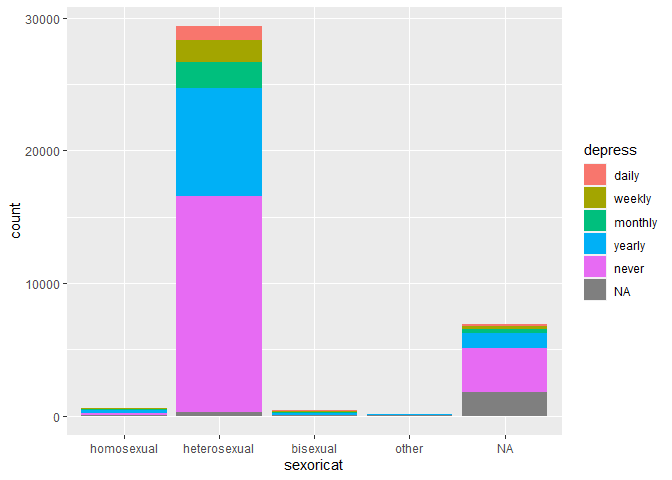 30000
20000
10000
0
count
homosexual
heterosexual
bisexual
other
NA
sexoricat
depress
daily
weekly
monthly
yearly
never
NA